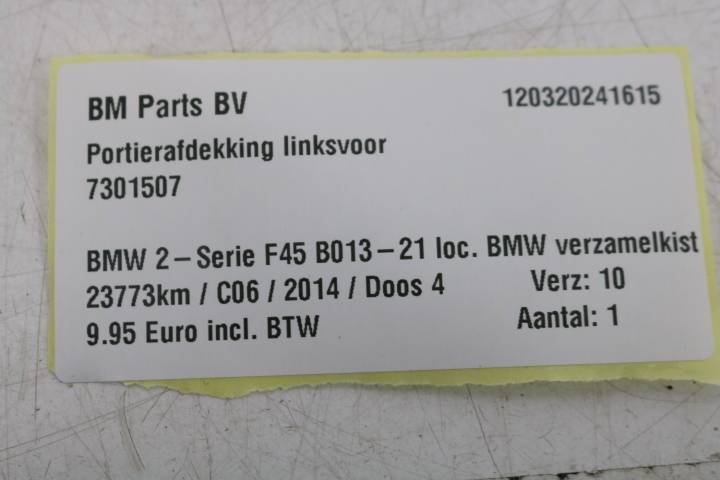 BM Parts BV 120320241615
Portierafdekking linksvoor
7301507
BMW 2-Serie F45 B013-21 loc. BMW verzamelkist
23773km / C06 / 2014 / Doos 4 Verz: 10
9.95 Euro incl. BTW Aantal: 1